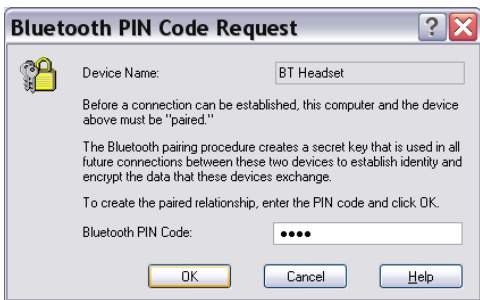 Bluetooth PIN Code Request
Device Name: BT Headset
Before a connection can be established, this computer and the device
above must be "paired."
The Bluetooth pairing procedure creates a secret key that is used in all
future connections between these two devices to establish identity and
encrypt the data that these devices exchange.
To create the paired relationship, enter the PIN code and click OK.
Bluetooth PIN Code: ••••
OK Cancel Help